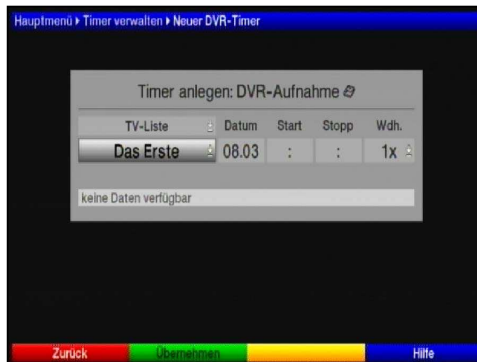 Hauptmenü ▸ Timer verwalten ▸ Neuer DVR-Timer
Timer anlegen: DVR-Aufnahme
TV-Liste Datum Start Stopp Wdh.
Das Erste 08.03 : : 1x
keine Daten verfügbar
Zurück Übernehmen Hilfe